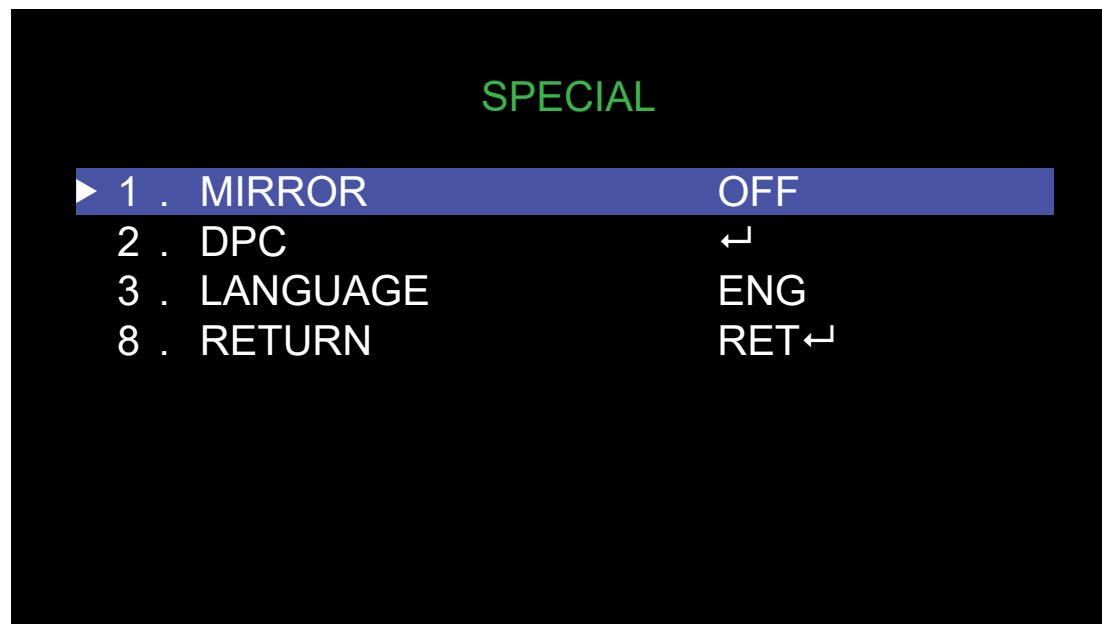 SPECIAL
▶ 1 . MIRROR OFF
2 . DPC ↵
3 . LANGUAGE ENG
8 . RETURN RET↵